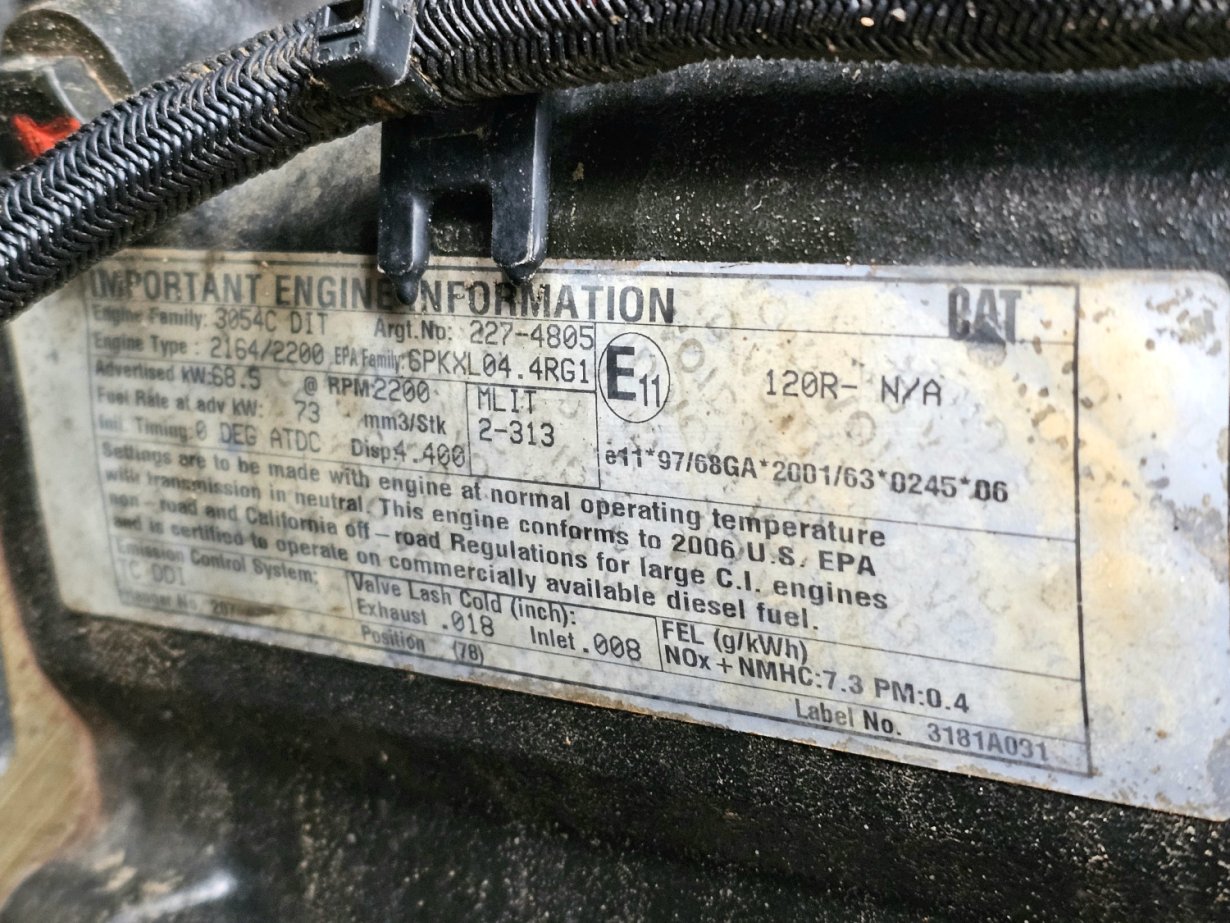 IMPORTANT ENGINE INFORMATION
CAT
Engine Family: 3054C DIT Argt.No: 227-4805
Engine Type : 2164/2200 EPA Family: 6PKXL04.4RG1
Advertised kW: 68.5 @ RPM: 2200
Fuel Rate at adv kW: 73 mm3/Stk
Inl. Timing: 0 DEG ATDC Disp: 4.400
MLIT
2-313
E11
120R- N/A
e11*97/68GA*2001/63*0245*06
Settings are to be made with engine at normal operating temperature
with transmission in neutral. This engine conforms to 2006 U.S. EPA
non-road and California off-road Regulations for large C.I. engines
and is certified to operate on commercially available diesel fuel.
Emission Control System:
TC DDI
Valve Lash Cold (inch):
Exhaust .018 Inlet .008
FEL (g/kWh)
NOx + NMHC:7.3 PM:0.4
No.
Position (78)
Label No. 3181A031